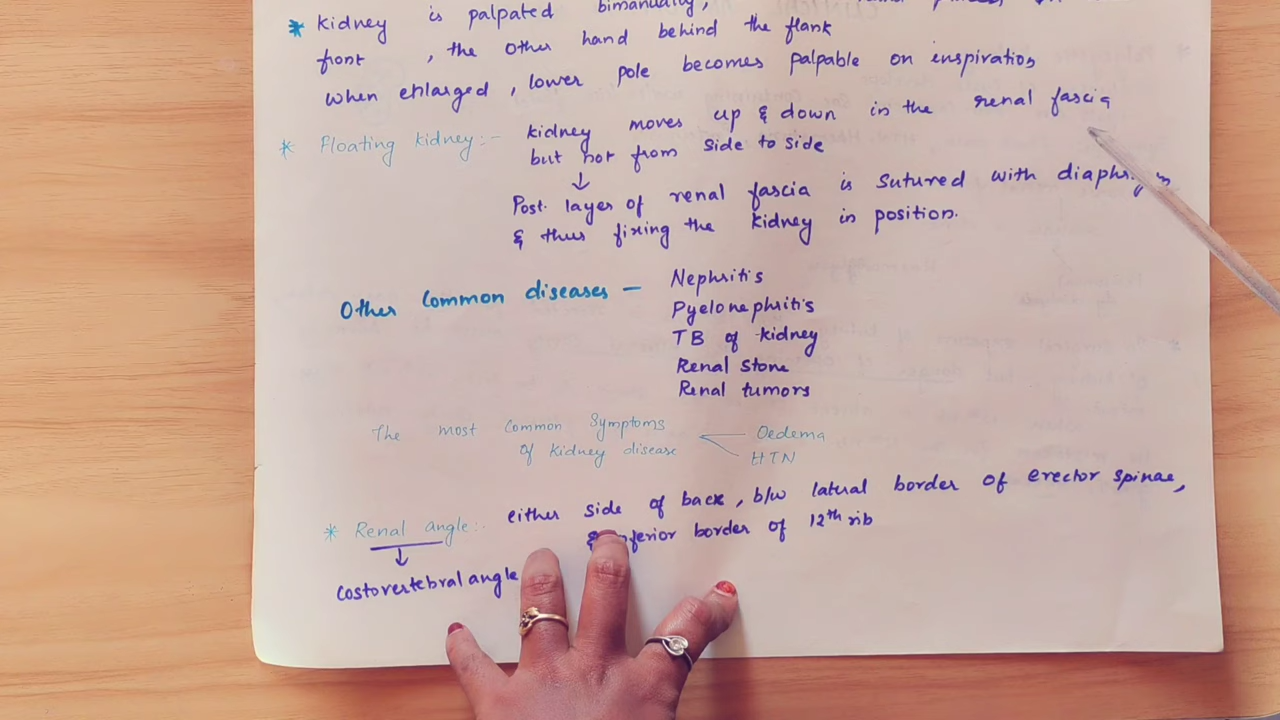 * Kidney is palpated bimanually,
front , the other hand behind the flank
when enlarged , lower pole becomes palpable on inspiration
* Floating kidney :- kidney moves up & down in the renal fascia
but not from side to side
↓
Post. layer of renal fascia is sutured with diaphragm
& thus fixing the kidney in position.
Other Common diseases — Nephritis
Pyelonephritis
TB of kidney
Renal stone
Renal tumors
The most common Symptoms
Of kidney disease
Oedema
HTN
* Renal angle:- either side of back, b/w latural border of erector spinae,
& inferior border of 12th rib
↓
costovertebral angle